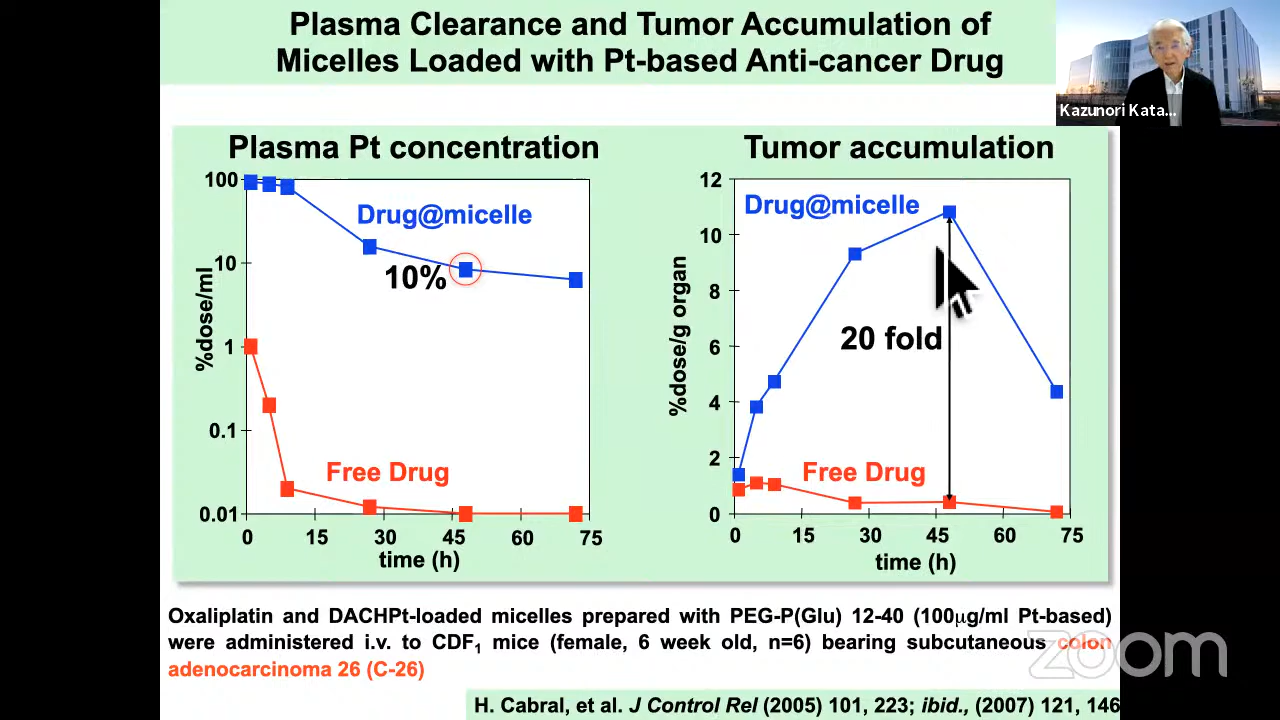 Plasma Clearance and Tumor Accumulation of
Micelles Loaded with Pt-based Anti-cancer Drug
Kazunori Kata...
Plasma Pt concentration
%dose/ml
100
10
1
0.1
0.01
Drug@micelle
10%
Free Drug
0 15 30 45 60 75
time (h)
Tumor accumulation
%dose/g organ
12
10
8
6
4
2
0
Drug@micelle
20 fold
Free Drug
0 15 30 45 60 75
time (h)
Oxaliplatin and DACHPt-loaded micelles prepared with PEG-P(Glu) 12-40 (100μg/ml Pt-based)
were administered i.v. to CDF1 mice (female, 6 week old, n=6) bearing subcutaneous colon
adenocarcinoma 26 (C-26)
zoom
H. Cabral, et al. J Control Rel (2005) 101, 223; ibid., (2007) 121, 146